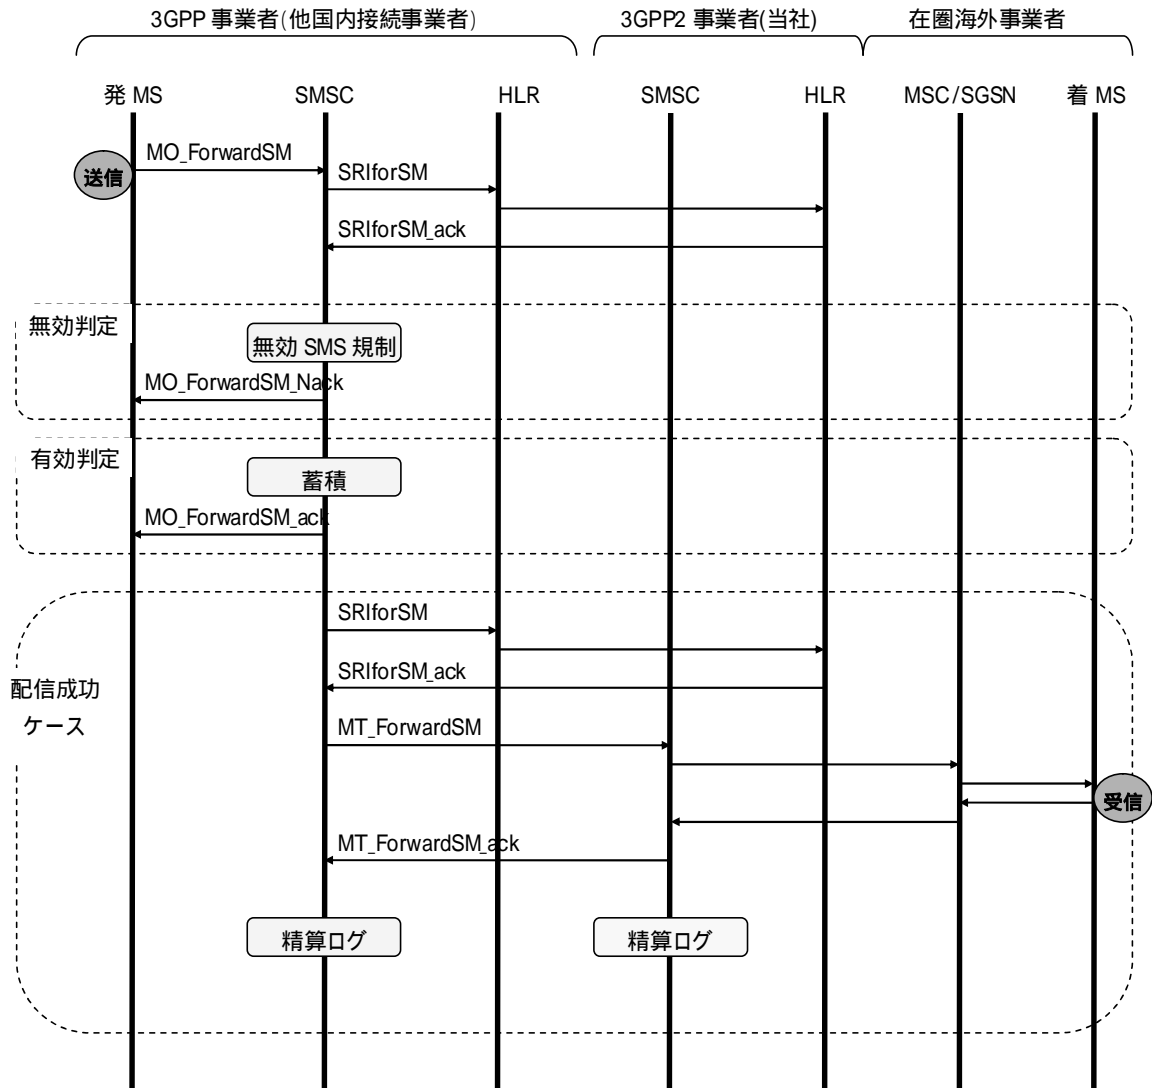 3GPP 事業者(他国内接続事業者)
3GPP2 事業者(当社)
在圏海外事業者
発 MS
SMSC
HLR
SMSC
HLR
MSC/SGSN
着 MS
送信
MO_ForwardSM
SRIforSM
SRIforSM_ack
無効判定
無効 SMS 規制
MO_ForwardSM_Nack
有効判定
蓄積
MO_ForwardSM_ack
SRIforSM
SRIforSM_ack
配信成功
ケース
MT_ForwardSM
受信
MT_ForwardSM_ack
精算ログ
精算ログ